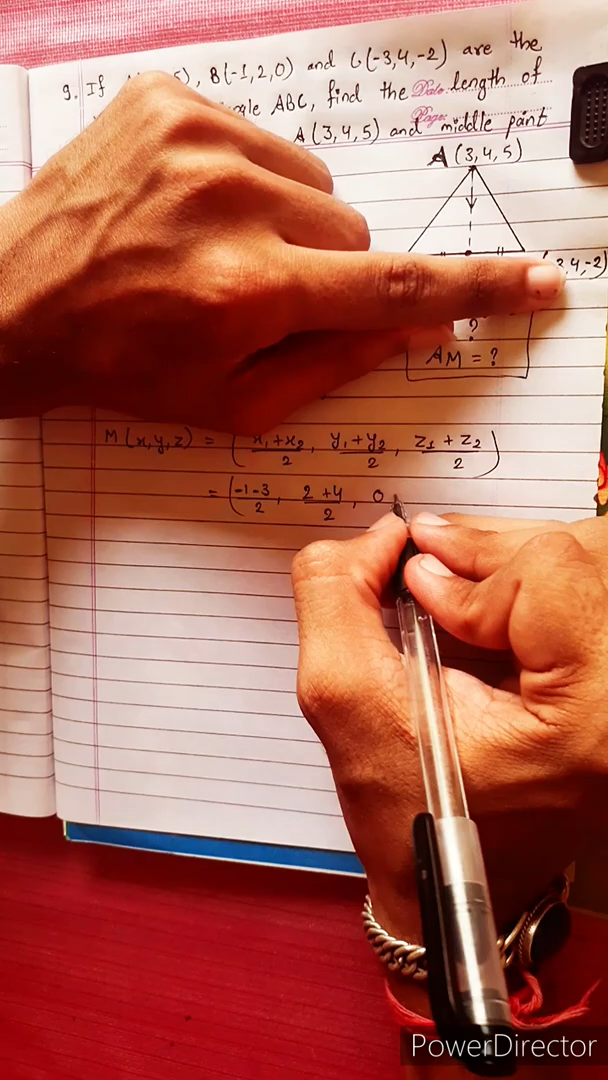 9. If 5), B(-1,2,0) and C(-3,4,-2) are the
ABC, find the Date length of
Page:
A(3,4,5) and middle point
A(3,4,5)
3,4,-2)
?
AM = ?
M(x,y,z) = ( x₁+x₂/2, y₁+y₂/2, z₁+z₂/2 )
= ( -1-3/2, 2+4/2, 0
PowerDirector